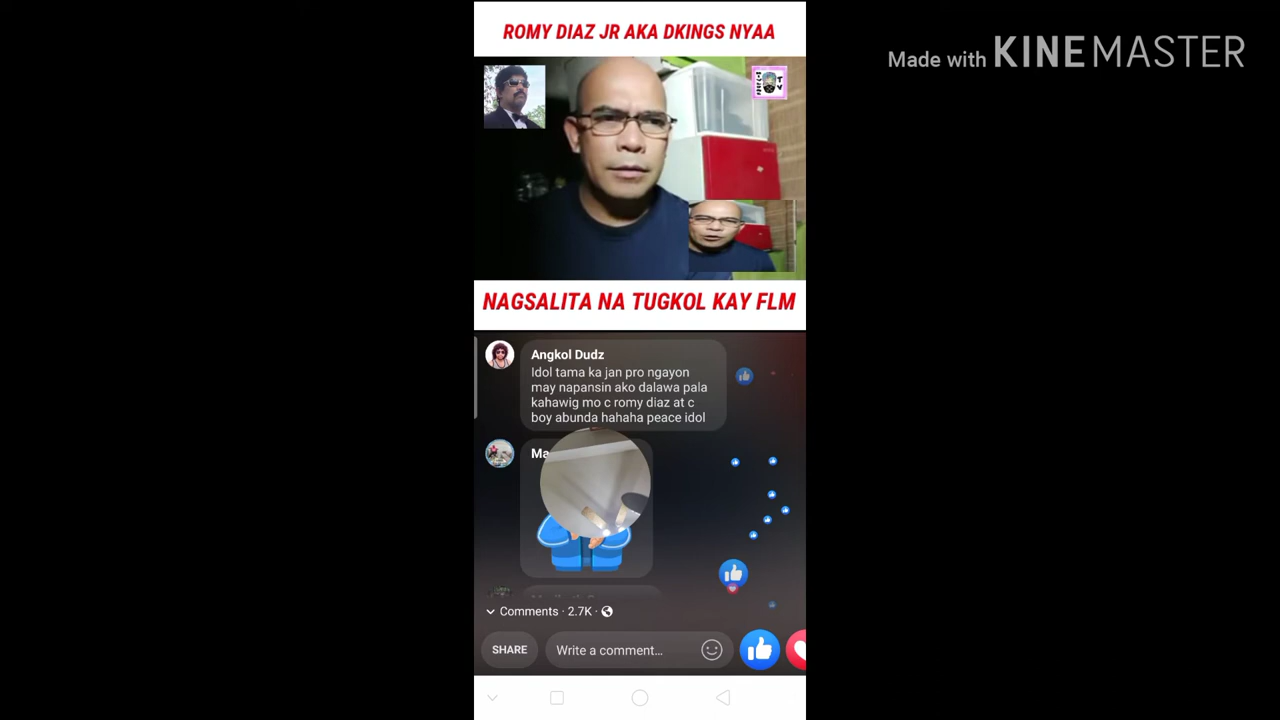 ROMY DIAZ JR AKA DKINGS NYAA
Made with KINEMASTER
TV
NAGSALITA NA TUGKOL KAY FLM
Angkol Dudz
Idol tama ka jan pro ngayon
may napansin ako dalawa pala
kahawig mo c romy diaz at c
boy abunda hahaha peace idol
Ma
Comments · 2.7K ·
SHARE
Write a comment...